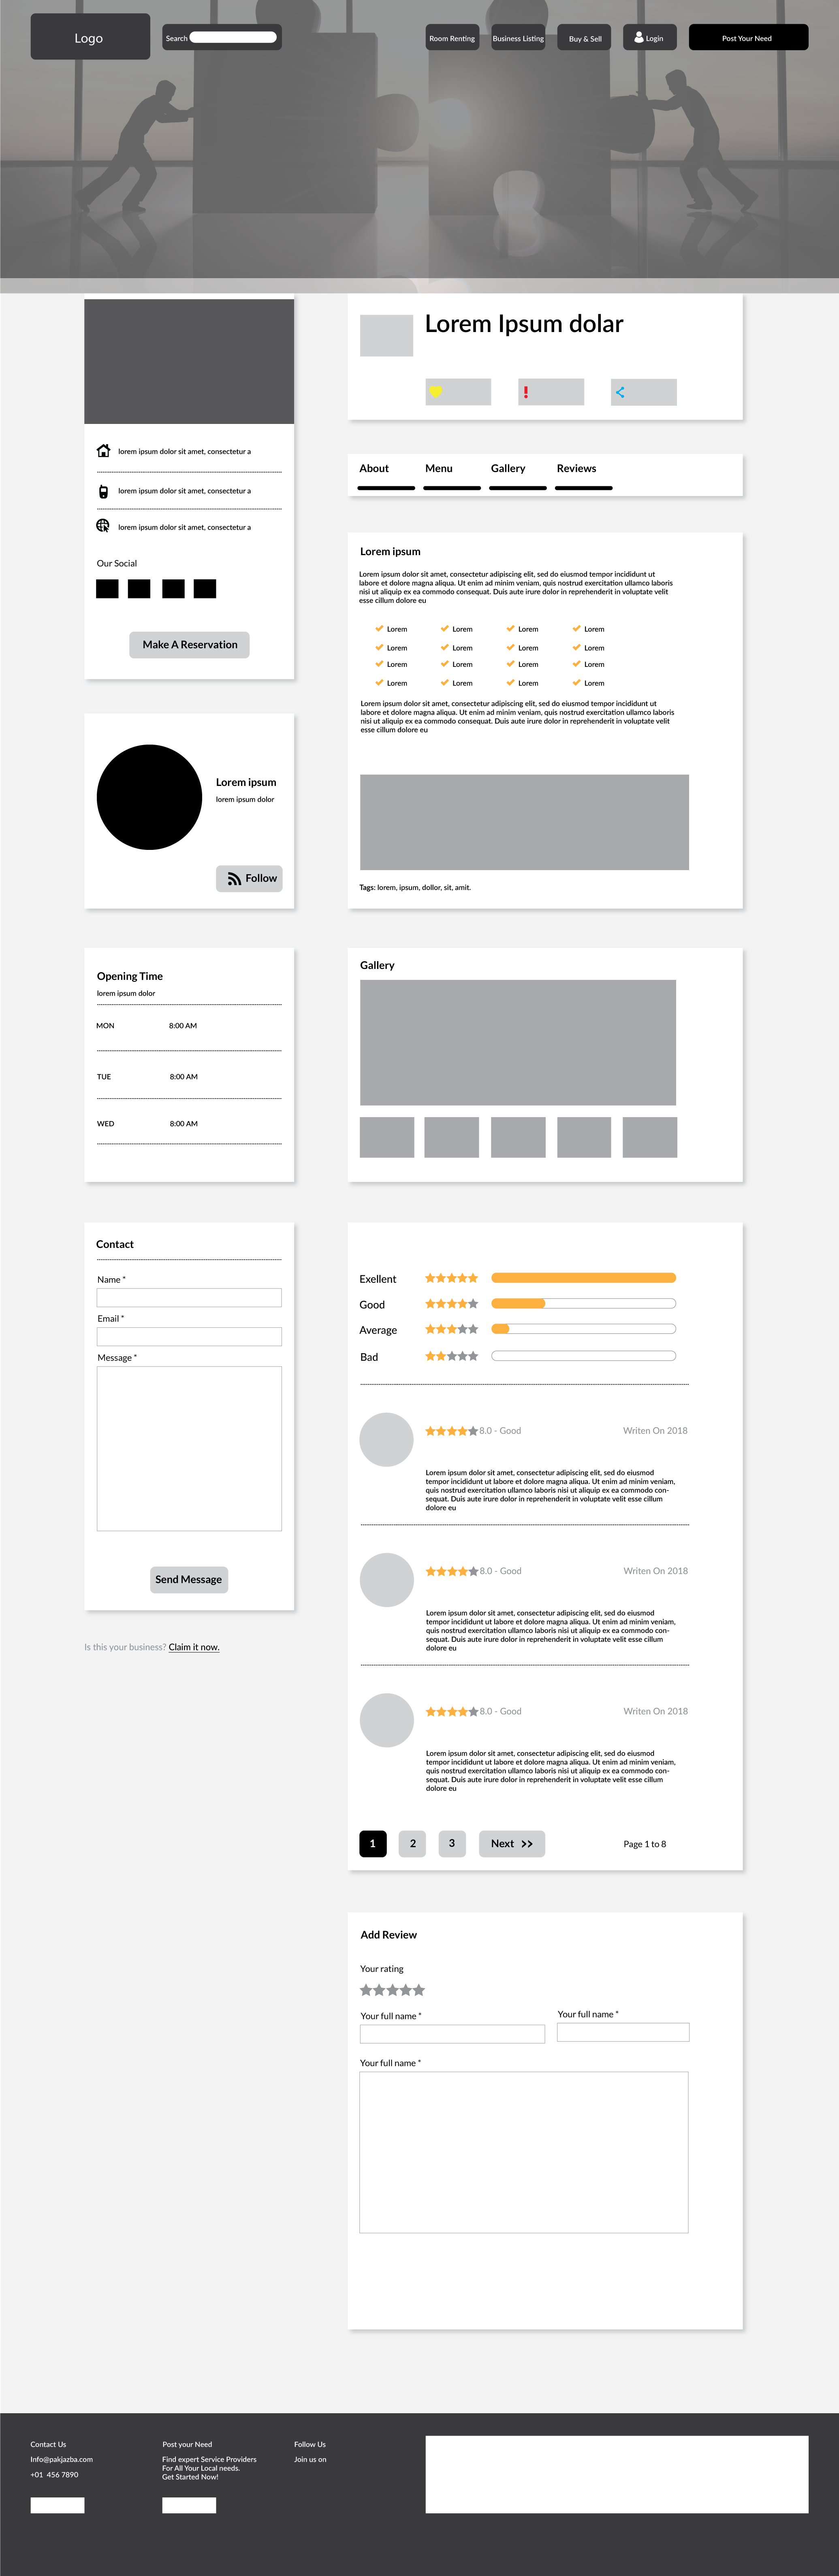 Logo
Search
Room Renting
Business Listing
Buy & Sell
Login
Post Your Need
lorem ipsum dolor sit amet, consectetur a
lorem ipsum dolor sit amet, consectetur a
lorem ipsum dolor sit amet, consectetur a
Our Social
Make A Reservation
Lorem ipsum
lorem ipsum dolor
Follow
Opening Time
lorem ipsum dolor
MON 8:00 AM
TUE 8:00 AM
WED 8:00 AM
Contact
Name *
Email *
Message *
Send Message
Is this your business? Claim it now.
Lorem Ipsum dolar
About Menu Gallery Reviews
Lorem ipsum
Lorem ipsum dolor sit amet, consectetur adipiscing elit, sed do eiusmod tempor incididunt ut
labore et dolore magna aliqua. Ut enim ad minim veniam, quis nostrud exercitation ullamco laboris
nisi ut aliquip ex ea commodo consequat. Duis aute irure dolor in reprehenderit in voluptate velit
esse cillum dolore eu
Lorem Lorem Lorem Lorem
Lorem Lorem Lorem Lorem
Lorem Lorem Lorem Lorem
Lorem Lorem Lorem Lorem
Lorem ipsum dolor sit amet, consectetur adipiscing elit, sed do eiusmod tempor incididunt ut
labore et dolore magna aliqua. Ut enim ad minim veniam, quis nostrud exercitation ullamco laboris
nisi ut aliquip ex ea commodo consequat. Duis aute irure dolor in reprehenderit in voluptate velit
esse cillum dolore eu
Tags: lorem, ipsum, dollor, sit, amit.
Gallery
Exellent
Good
Average
Bad
8.0 - Good Writen On 2018
Lorem ipsum dolor sit amet, consectetur adipiscing elit, sed do eiusmod
tempor incididunt ut labore et dolore magna aliqua. Ut enim ad minim veniam,
quis nostrud exercitation ullamco laboris nisi ut aliquip ex ea commodo con-
sequat. Duis aute irure dolor in reprehenderit in voluptate velit esse cillum
dolore eu
8.0 - Good Writen On 2018
Lorem ipsum dolor sit amet, consectetur adipiscing elit, sed do eiusmod
tempor incididunt ut labore et dolore magna aliqua. Ut enim ad minim veniam,
quis nostrud exercitation ullamco laboris nisi ut aliquip ex ea commodo con-
sequat. Duis aute irure dolor in reprehenderit in voluptate velit esse cillum
dolore eu
8.0 - Good Writen On 2018
Lorem ipsum dolor sit amet, consectetur adipiscing elit, sed do eiusmod
tempor incididunt ut labore et dolore magna aliqua. Ut enim ad minim veniam,
quis nostrud exercitation ullamco laboris nisi ut aliquip ex ea commodo con-
sequat. Duis aute irure dolor in reprehenderit in voluptate velit esse cillum
dolore eu
1 2 3 Next >> Page 1 to 8
Add Review
Your rating
Your full name * Your full name *
Your full name *
Contact Us
Info@pakjazba.com
+01 456 7890
Post your Need
Find expert Service Providers
For All Your Local needs.
Get Started Now!
Follow Us
Join us on